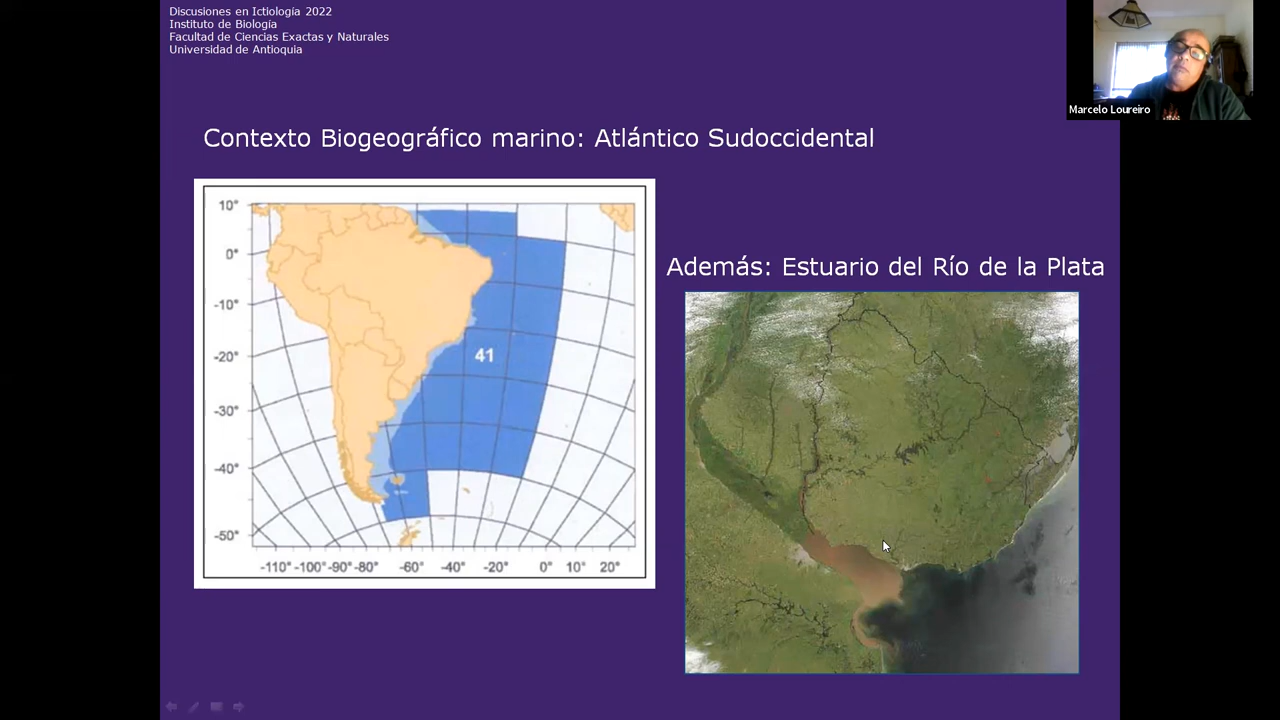 Discusiones en Ictiología 2022
Instituto de Biología
Facultad de Ciencias Exactas y Naturales
Universidad de Antioquia
Marcelo Loureiro
Contexto Biogeográfico marino: Atlántico Sudoccidental
10°
0°
-10°
-20°
-30°
-40°
-50°
41
-110° -100° -90° -80° -60° -40° -20° 0° 10° 20°
Además: Estuario del Río de la Plata